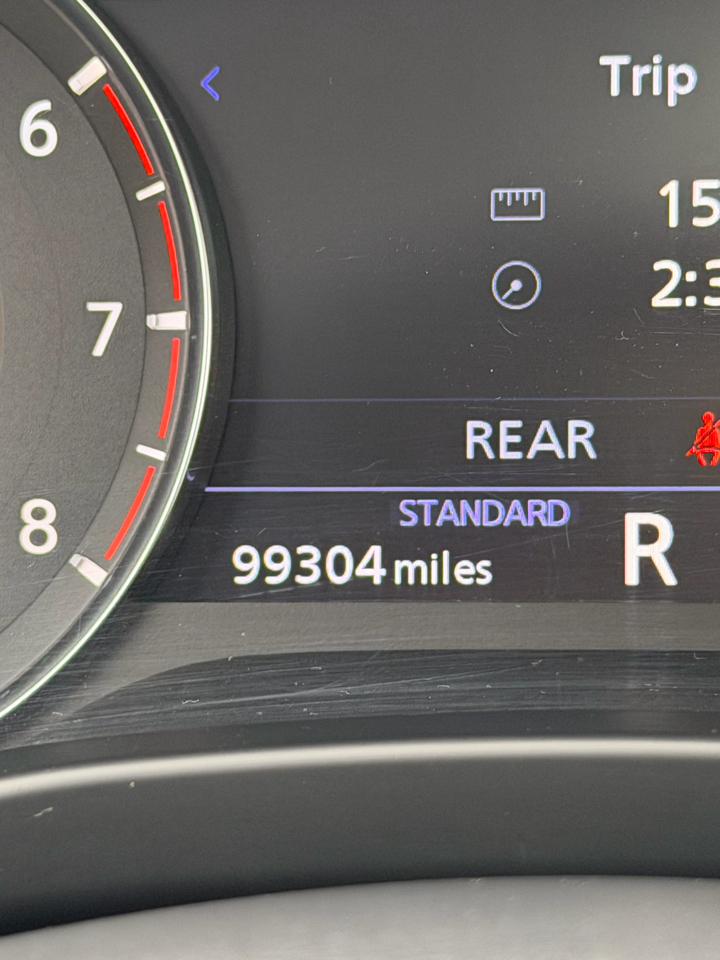 Trip
6
15
2:3
7
REAR
STANDARD
8
99304 miles
R